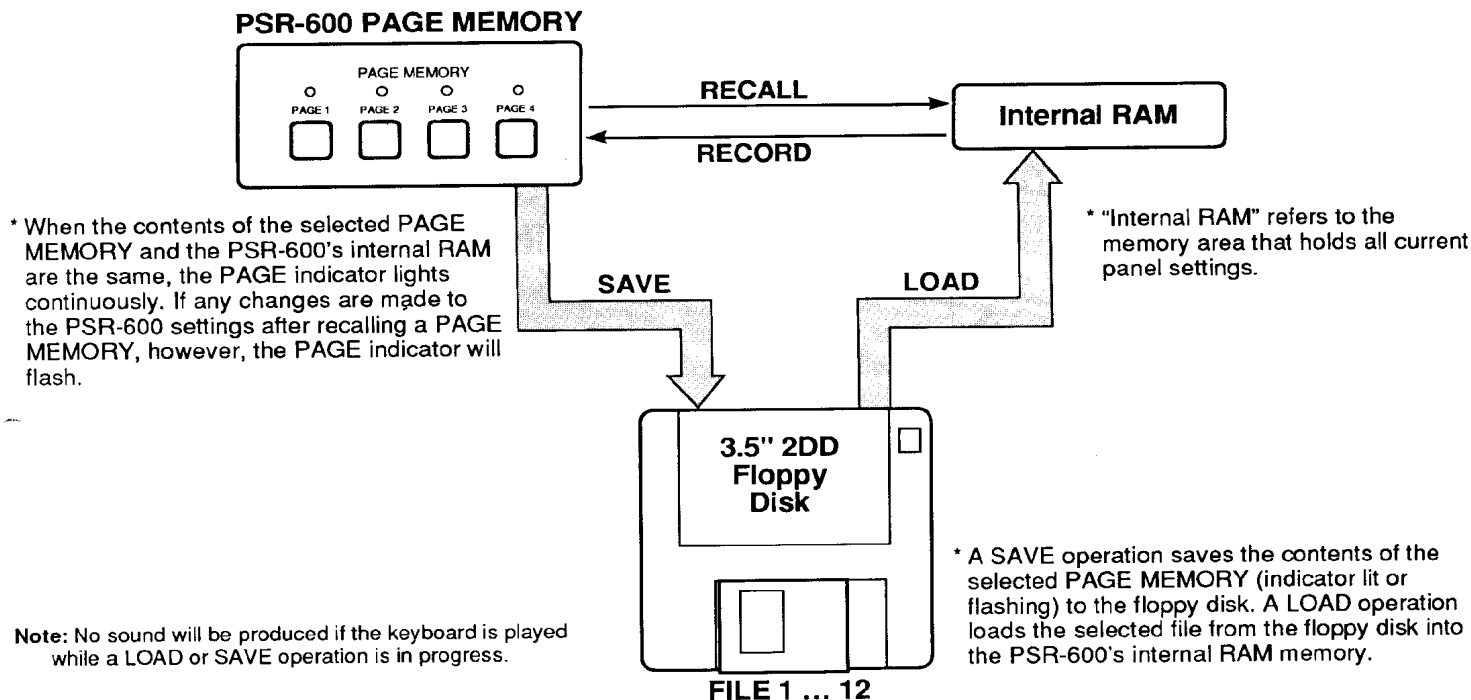 PSR-600 PAGE MEMORY
PAGE MEMORY
PAGE 1 PAGE 2 PAGE 3 PAGE 4
RECALL
RECORD
Internal RAM
* When the contents of the selected PAGE
MEMORY and the PSR-600's internal RAM
are the same, the PAGE indicator lights
continuously. If any changes are made to
the PSR-600 settings after recalling a PAGE
MEMORY, however, the PAGE indicator will
flash.
* "Internal RAM" refers to the
memory area that holds all current
panel settings.
SAVE
LOAD
3.5" 2DD
Floppy
Disk
* A SAVE operation saves the contents of the
selected PAGE MEMORY (indicator lit or
flashing) to the floppy disk. A LOAD operation
loads the selected file from the floppy disk into
the PSR-600's internal RAM memory.
Note: No sound will be produced if the keyboard is played
while a LOAD or SAVE operation is in progress.
FILE 1 ... 12